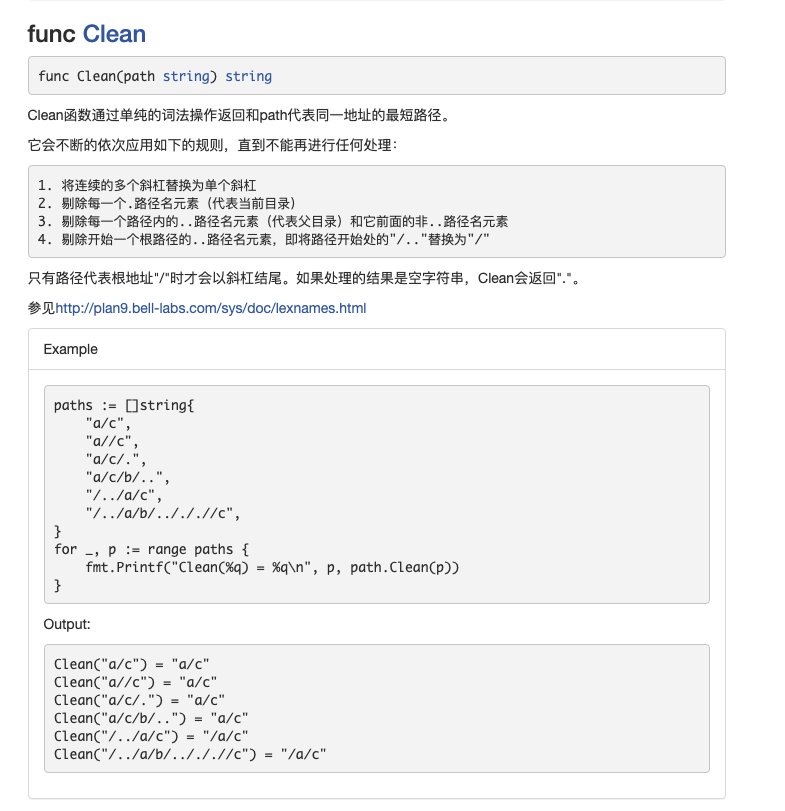 func Clean
func Clean(path string) string
Clean函数通过单纯的词法操作返回和path代表同一地址的最短路径。
它会不断的依次应用如下的规则，直到不能再进行任何处理：
1. 将连续的多个斜杠替换为单个斜杠
2. 剔除每一个.路径名元素（代表当前目录）
3. 剔除每一个路径内的..路径名元素（代表父目录）和它前面的非..路径名元素
4. 剔除开始一个根路径的..路径名元素，即将路径开始处的"/.."替换为"/"
只有路径代表根地址"/"时才会以斜杠结尾。如果处理的结果是空字符串，Clean会返回"."。
参见http://plan9.bell-labs.com/sys/doc/lexnames.html
Example
paths := []string{
    "a/c",
    "a//c",
    "a/c/.",
    "a/c/b/..",
    "/../a/c",
    "/../a/b/../././/c",
}
for _, p := range paths {
    fmt.Printf("Clean(%q) = %q\n", p, path.Clean(p))
}
Output:
Clean("a/c") = "a/c"
Clean("a//c") = "a/c"
Clean("a/c/.") = "a/c"
Clean("a/c/b/..") = "a/c"
Clean("/../a/c") = "/a/c"
Clean("/../a/b/../././/c") = "/a/c"